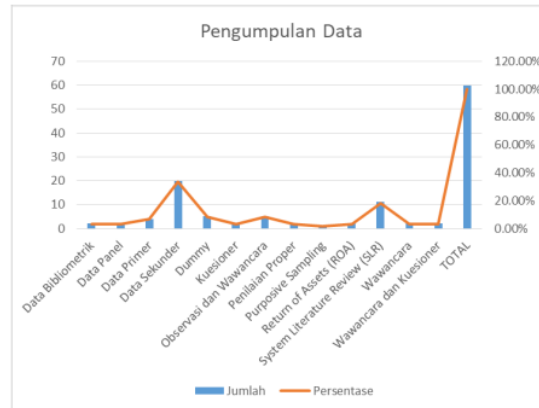 Pengumpulan Data
70
60
50
40
30
20
10
0
120.00%
100.00%
80.00%
60.00%
40.00%
20.00%
0.00%
Data Bibliometrik
Data Panel
Data Primer
Data Sekunder
Dummy
Kuesioner
Observasi dan Wawancara
Penilaian Proper
Purposive Sampling
Return of Assets (ROA)
System Literature Review (SLR)
Wawancara
Wawancara dan Kuesioner
TOTAL
Jumlah
Persentase